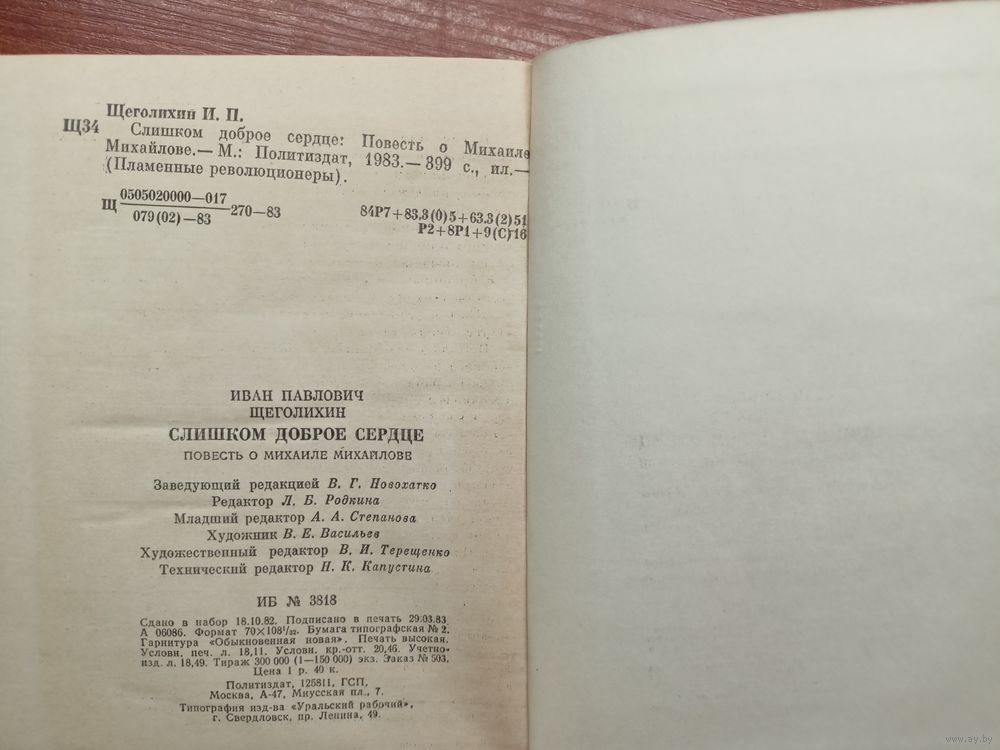 Щеголихин И. П.
Щ34
Слишком доброе сердце: Повесть о Михаиле
Михайлове.— М.: Политиздат, 1983.— 399 с., ил.—
(Пламенные революционеры).
Щ 0505020000—017
079(02)—83
270—83
84Р7+83.3(0)5+63.3(2)51
Р2+8Р1+9(С)16
ИВАН ПАВЛОВИЧ
ЩЕГОЛИХИН
СЛИШКОМ ДОБРОЕ СЕРДЦЕ
ПОВЕСТЬ О МИХАИЛЕ МИХАЙЛОВЕ
Заведующий редакцией В. Г. Новохатко
Редактор Л. Б. Родкина
Младший редактор А. А. Степанова
Художник В. Е. Васильев
Художественный редактор В. И. Терещенко
Технический редактор Н. К. Капустина
ИБ № 3818
Сдано в набор 18.10.82. Подписано в печать 29.03.83
А 06086. Формат 70×108¹/₃₂. Бумага типографская № 2.
Гарнитура «Обыкновенная новая». Печать высокая.
Условн. печ. л. 18,11. Условн. кр.-отт. 20,46. Учетно-
изд. л. 18,49. Тираж 300 000 (1—150 000) экз. Заказ № 503.
Цена 1 р. 40 к.
Политиздат, 125811, ГСП,
Москва, А-47, Миусская пл., 7.
Типография изд-ва «Уральский рабочий»,
г. Свердловск, пр. Ленина, 49.
www.ay.by